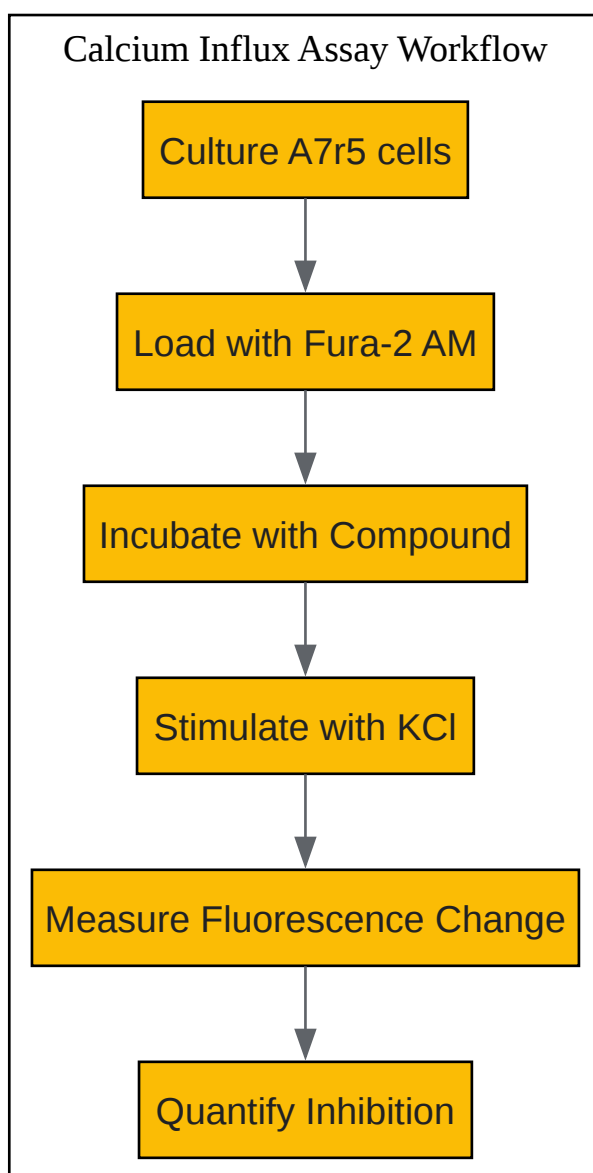 Calcium Influx Assay Workflow
Culture A7r5 cells
Load with Fura-2 AM
Incubate with Compound
Stimulate with KCl
Measure Fluorescence Change
Quantify Inhibition